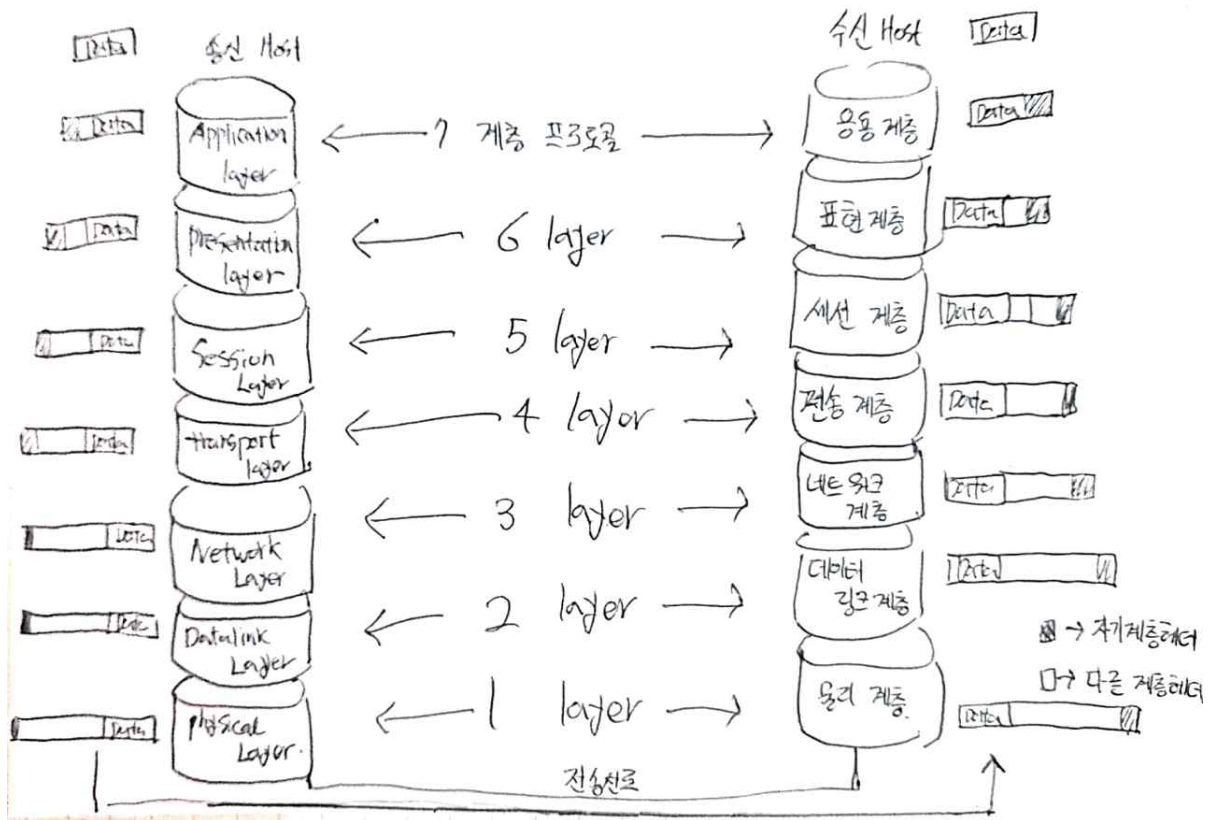 Data
송신 Host
수신 Host
Data
Data
Application
layer
7 계층 프로토콜
응용 계층
Data
Data
Presentation
layer
6 layer
표현 계층
Data
Data
Session
Layer
5 layer
세션 계층
Data
Data
transport
layer
4 layer
전송 계층
Data
Data
Network
Layer
3 layer
네트워크
계층
Data
Data
Datalink
Layer
2 layer
데이터
링크 계층
Data
→ 자기계층헤더
→ 다른 계층헤더
Data
physical
Layer.
1 layer
물리 계층.
Data
전송선로